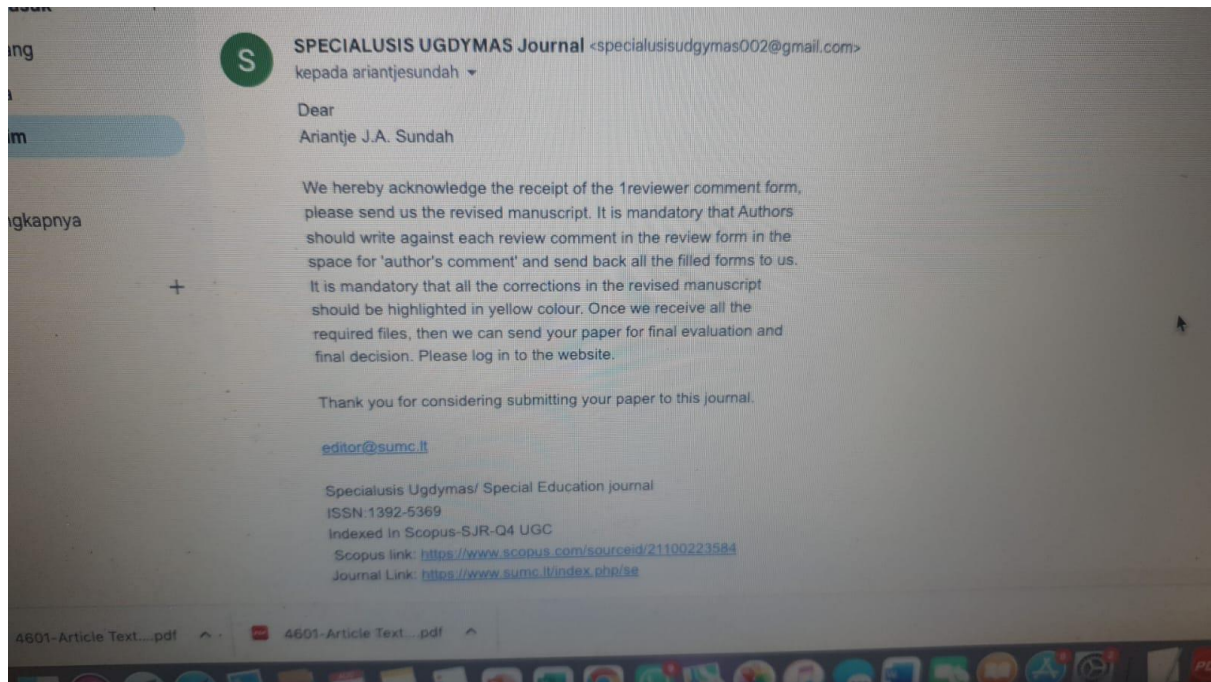 ang
SPECIALUSIS UGDYMAS Journal <specialusisudgymas002@gmail.com>
kepada ariantjesundah
im
Dear
Ariantje J.A. Sundah
ngkapnya
We hereby acknowledge the receipt of the 1reviewer comment form,
please send us the revised manuscript. It is mandatory that Authors
should write against each review comment in the review form in the
space for 'author's comment' and send back all the filled forms to us.
It is mandatory that all the corrections in the revised manuscript
should be highlighted in yellow colour. Once we receive all the
required files, then we can send your paper for final evaluation and
final decision. Please log in to the website.
Thank you for considering submitting your paper to this journal.
editor@sumc.lt
Specialusis Ugdymas/ Special Education journal
ISSN:1392-5369
Indexed in Scopus-SJR-Q4 UGC
Scopus link: https://www.scopus.com/sourceid/21100223584
Journal Link: https://www.sumc.lt/index.php/se
4601-Article Text....pdf
4601-Article Text....pdf